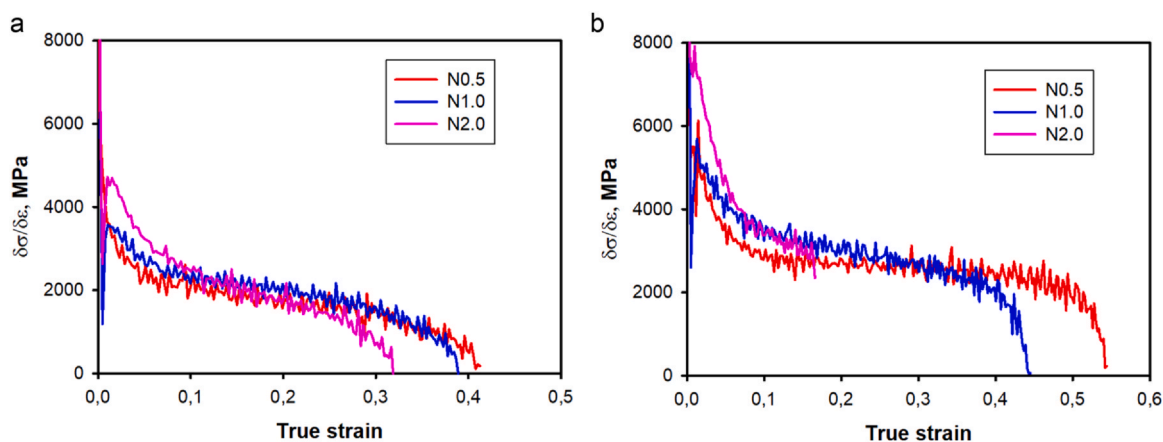 a
8000
6000
4000
2000
0
δσ/δε, MPa
N0.5
N1.0
N2.0
0,0 0,1 0,2 0,3 0,4 0,5
True strain
b
8000
6000
4000
2000
0
δσ/δε, MPa
N0.5
N1.0
N2.0
0,0 0,1 0,2 0,3 0,4 0,5 0,6
True strain